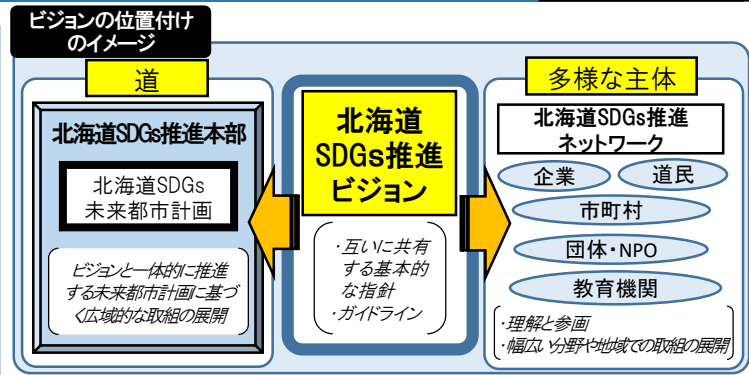 ビジョンの位置付け
のイメージ
道
北海道SDGs推進本部
北海道SDGs
未来都市計画
ビジョンと一体的に推進
する未来都市計画に基づ
く広域的な取組の展開
北海道
SDGs推進
ビジョン
・互いに共有
する基本的
な指針
・ガイドライン
多様な主体
北海道SDGs推進
ネットワーク
企業
道民
市町村
団体・NPO
教育機関
・理解と参画
・幅広い分野や地域での取組の展開